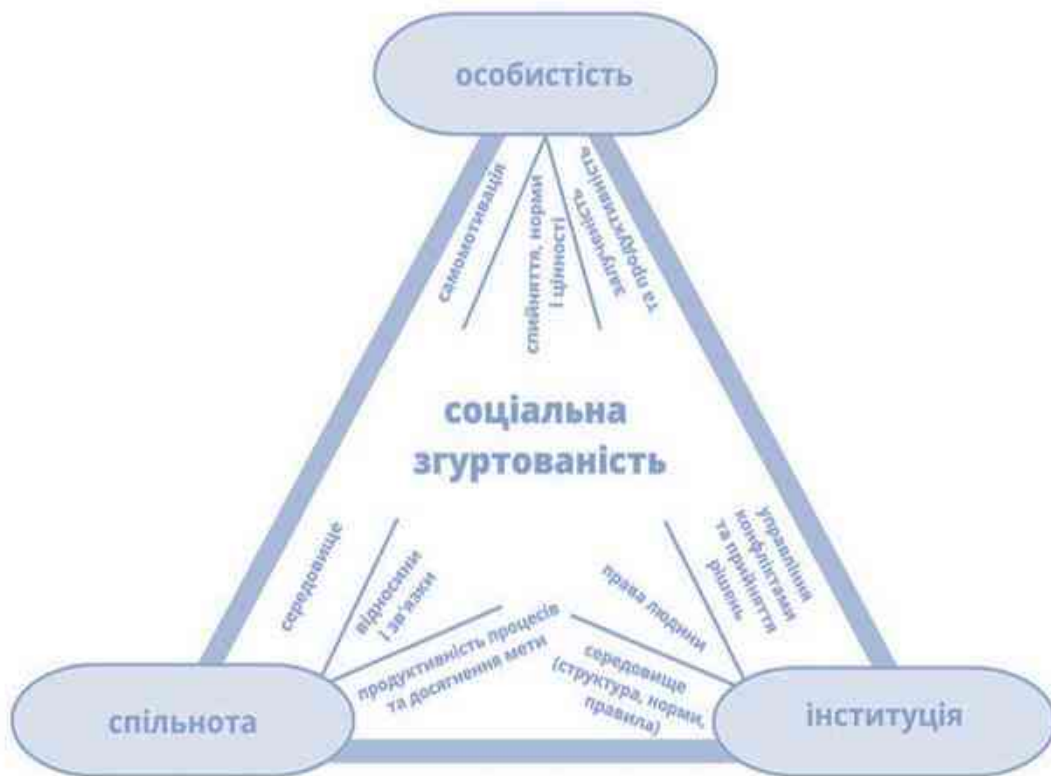 особистість
самомотивація
спийняття, норми
і цінності
залученість
та продуктивність
соціальна
згуртованість
середовище
відносини
і зв'язки
продуктивність процесів
та досягнення мети
управління
конфліктами
та прийняття
рішень
права людини
середовище
(структура, норми,
правила)
спільнота
інституція